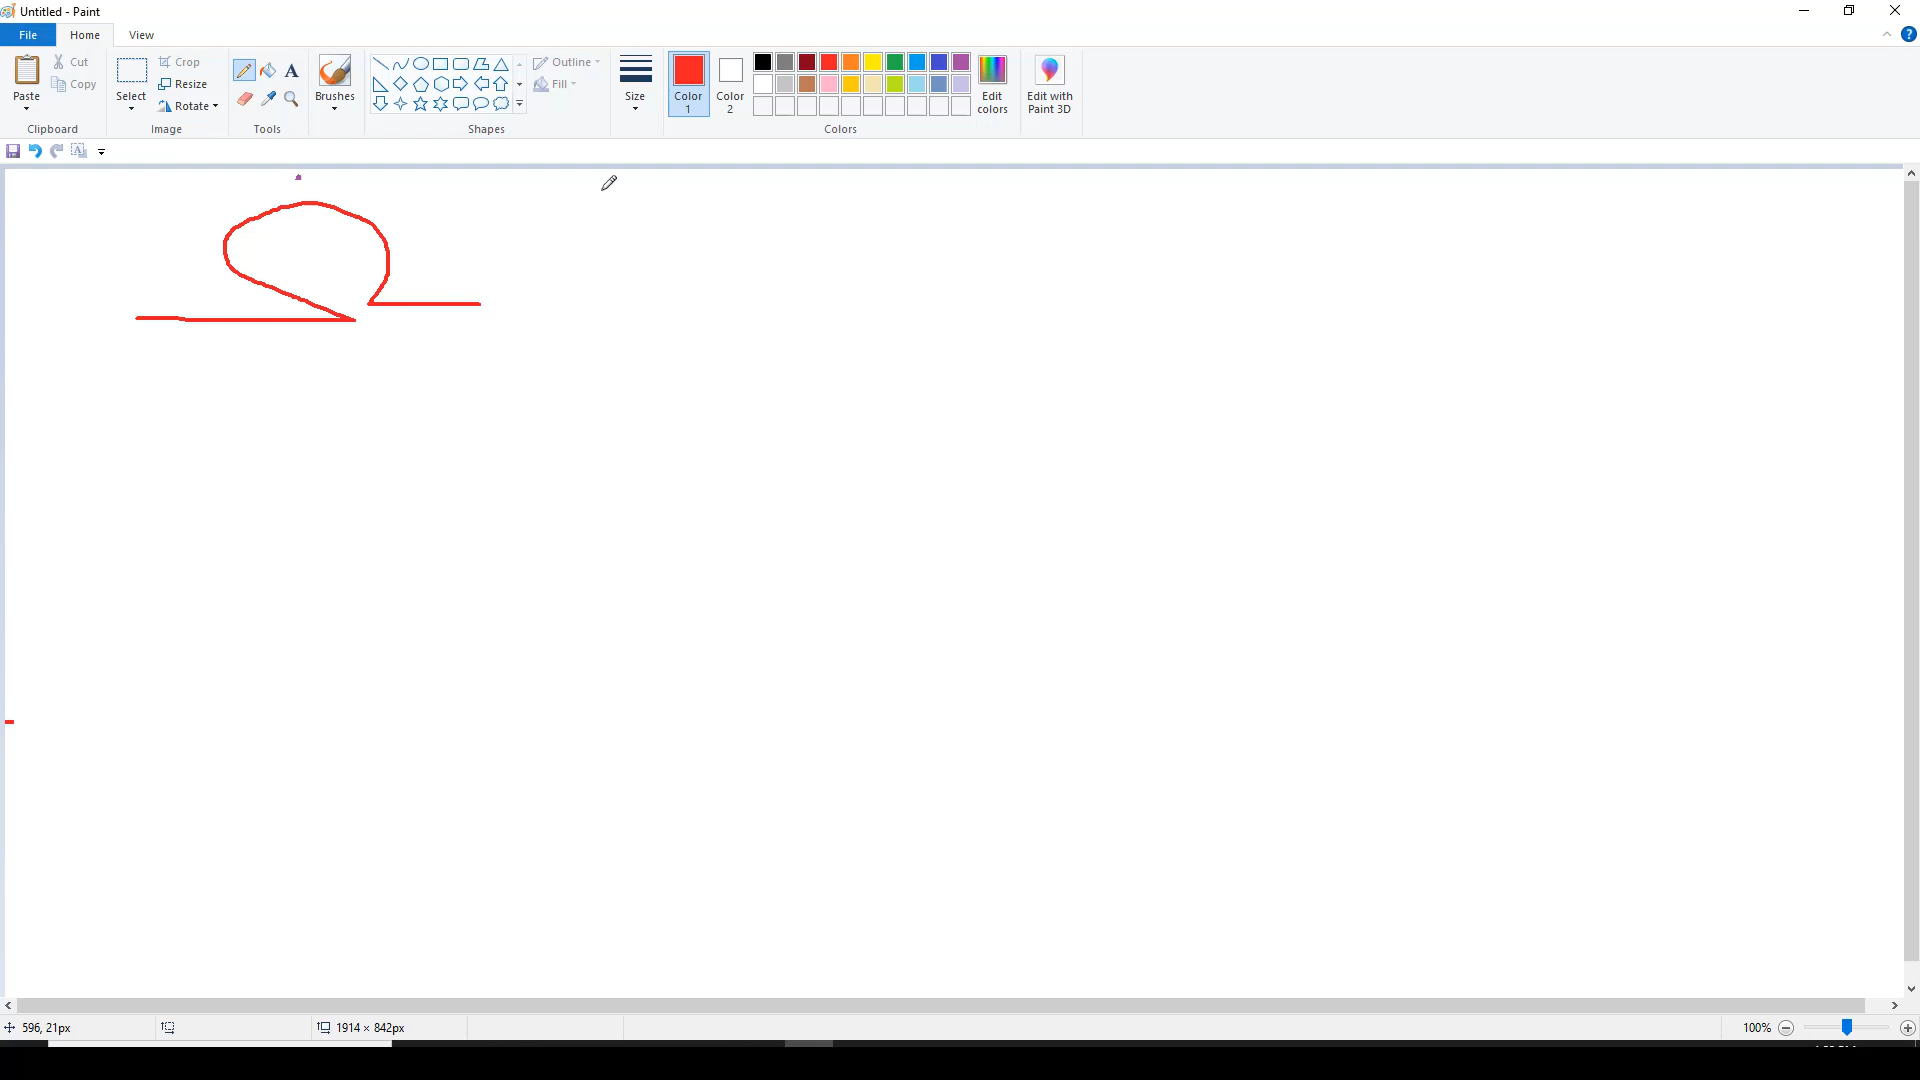 Untitled - Paint
File Home View
Paste Cut Copy Clipboard
Select Crop Resize Rotate Image
A Tools
Brushes
Shapes
Outline Fill
Size
Color 1 Color 2
Edit colors
Colors
Edit with Paint 3D
A
596, 21px 1914 × 842px 100%